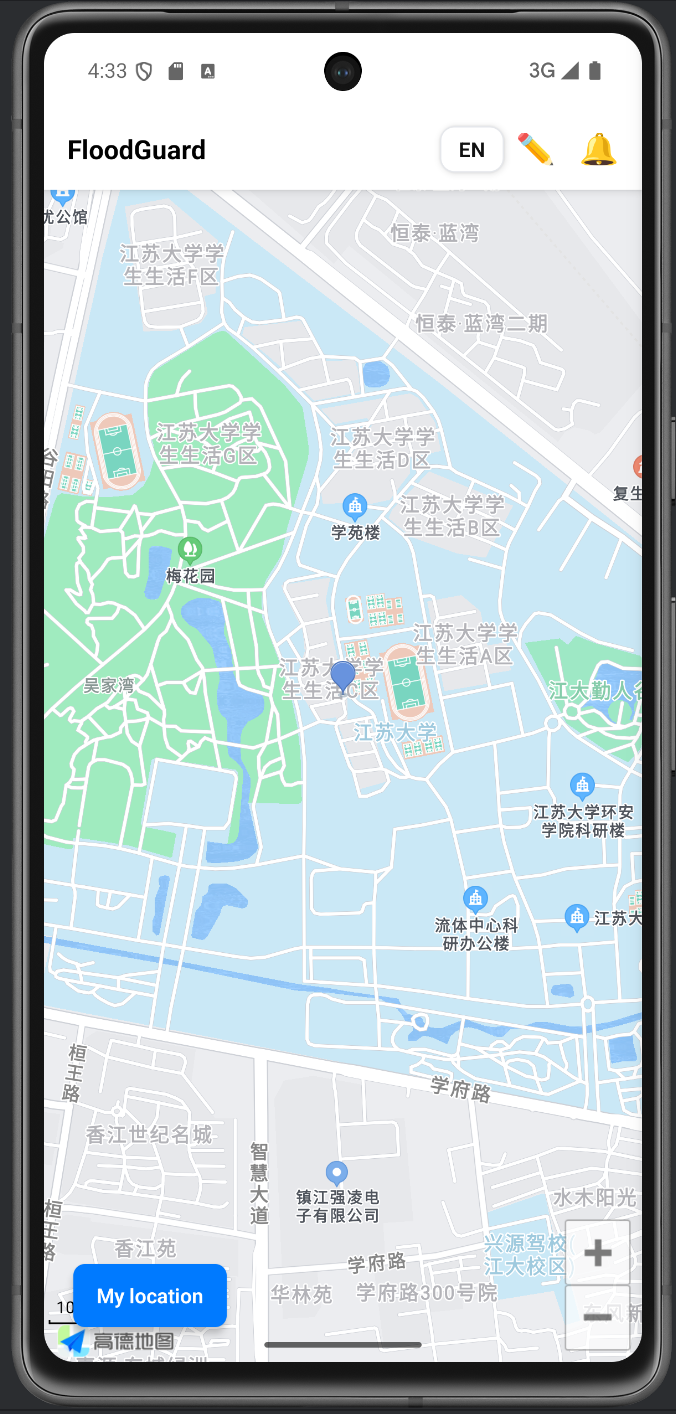 4:33
3G
FloodGuard
EN
优公馆
江苏大学学
生生活F区
恒泰·蓝湾
恒泰·蓝湾二期
江苏大学学
生生活G区
江苏大学学
生生活D区
谷阳路
复生
江苏大学学
生生活B区
学苑楼
梅花园
江苏大学学
生生活A区
江苏大学学
生生活C区
吴家湾
江大勤人
江苏大学
江苏大学环安
学院科研楼
流体中心科
研办公楼
江苏大
学府路
桓王路
香江世纪名城
智慧大道
镇江强凌电
子有限公司
水木阳光
桓王路
香江苑
学府路
兴源驾校
江大校区
华林苑
学府路300号院
My location
10
高德地图
+
−